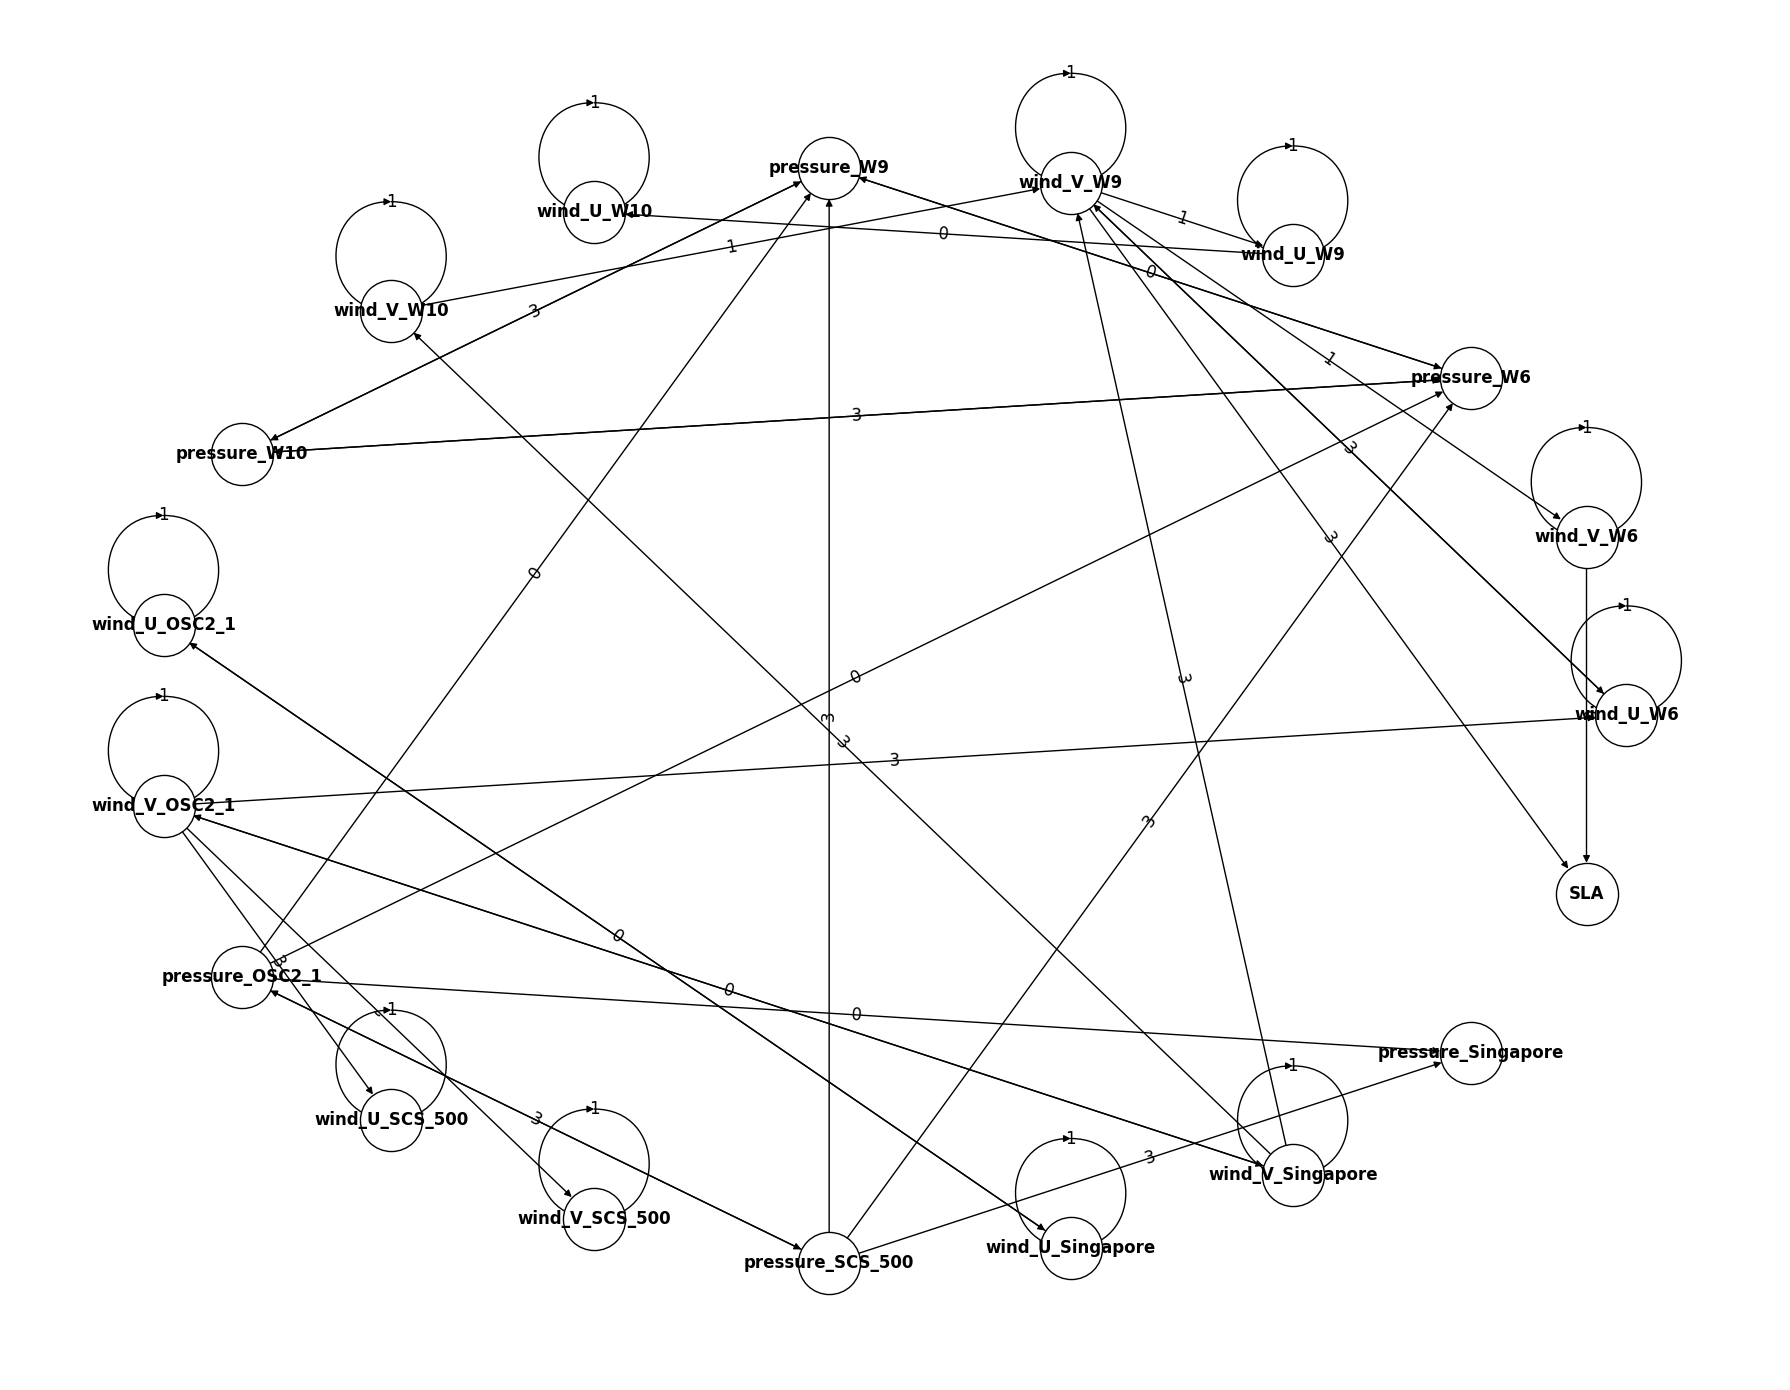 1
1
1
pressure_W9
wind_V_W9
wind_U_W10
1
1
0
wind_U_W9
1
0
wind_V_W10
3
1
pressure_W6
3
1
pressure_W10
3
1
wind_V_W6
1
3
0
1
wind_U_OSC2_1
0
3
1
wind_U_W6
3
3
3
wind_V_OSC2_1
3
SLA
0
3
pressure_OSC2_1
0
1
0
pressure_Singapore
1
1
3
wind_U_SCS_500
1
3
wind_V_Singapore
wind_V_SCS_500
wind_U_Singapore
pressure_SCS_500